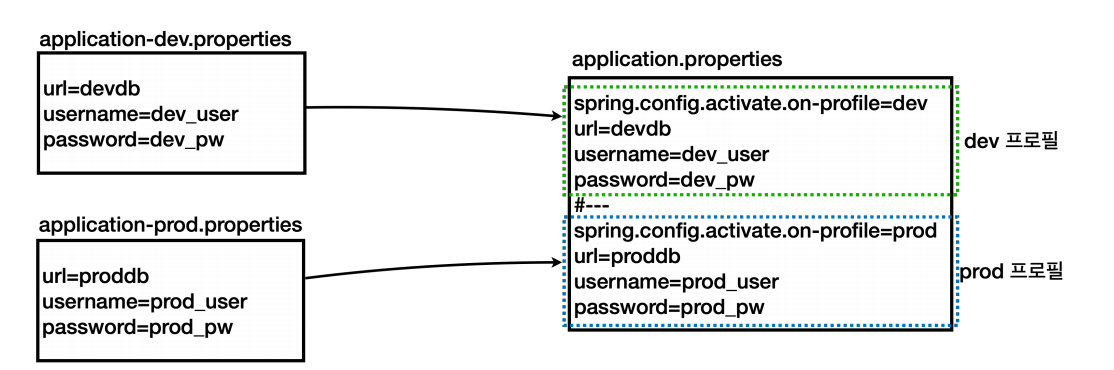 application-dev.properties
url=devdb
username=dev_user
password=dev_pw
application-prod.properties
url=proddb
username=prod_user
password=prod_pw
application.properties
spring.config.activate.on-profile=dev
url=devdb
username=dev_user
password=dev_pw
#---
spring.config.activate.on-profile=prod
url=proddb
username=prod_user
password=prod_pw
dev 프로필
prod 프로필